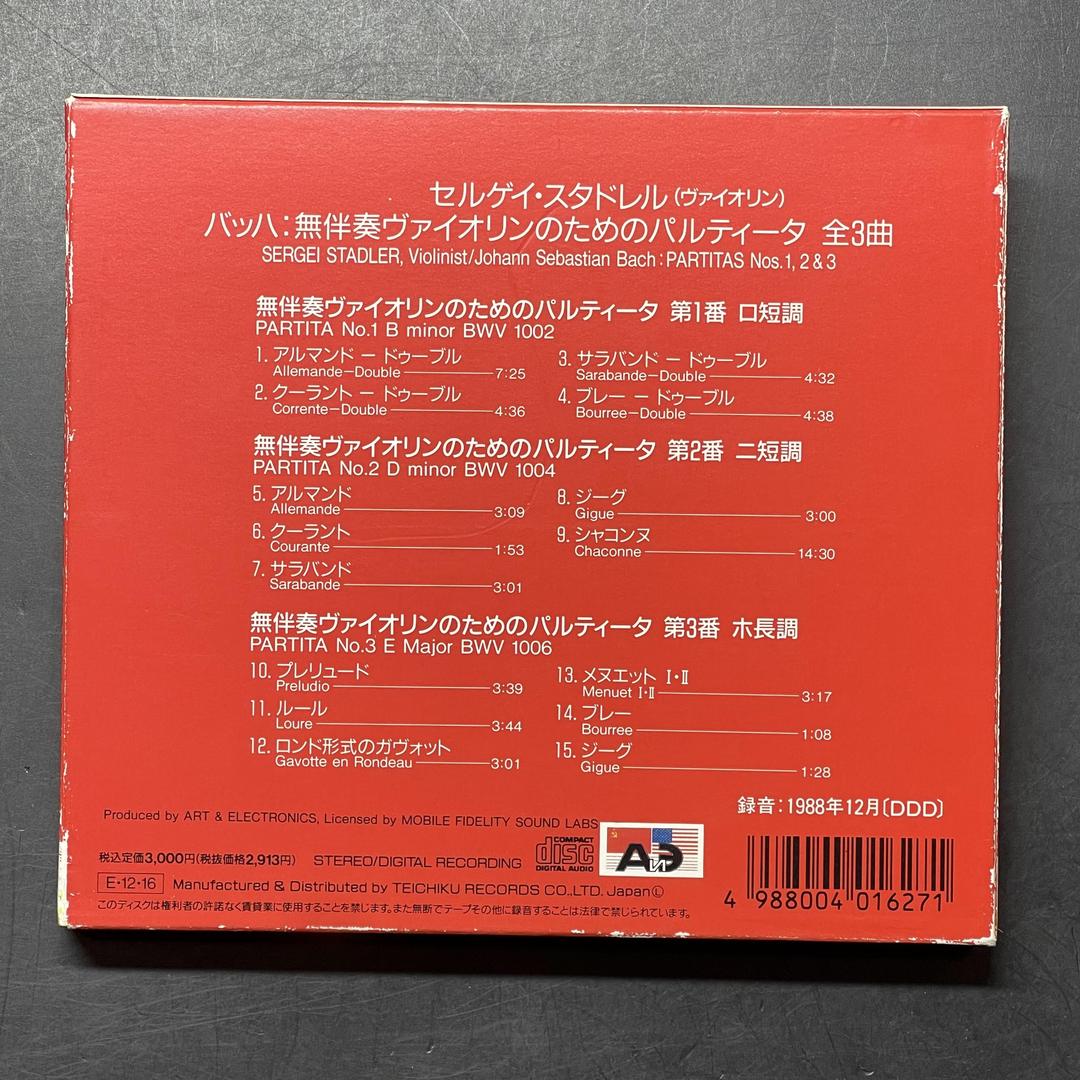 セルゲイ・スタドレル(ヴァイオリン)
バッハ:無伴奏ヴァイオリンのためのパルティータ 全3曲
SERGEI STADLER, Violinist/Johann Sebastian Bach:PARTITAS Nos.1, 2 & 3
無伴奏ヴァイオリンのためのパルティータ 第1番 ロ短調
PARTITA No.1 B minor BWV 1002
1. アルマンド – ドゥーブル
Allemande–Double 7:25
2. クーラント – ドゥーブル
Corrente–Double 4:36
3. サラバンド – ドゥーブル
Sarabande–Double 4:32
4. ブレー – ドゥーブル
Bourree–Double 4:38
無伴奏ヴァイオリンのためのパルティータ 第2番 ニ短調
PARTITA No.2 D minor BWV 1004
5. アルマンド
Allemande 3:09
6. クーラント
Courante 1:53
7. サラバンド
Sarabande 3:01
8. ジーグ
Gigue 3:00
9. シャコンヌ
Chaconne 14:30
無伴奏ヴァイオリンのためのパルティータ 第3番 ホ長調
PARTITA No.3 E Major BWV 1006
10. プレリュード
Preludio 3:39
11. ルール
Loure 3:44
12. ロンド形式のガヴォット
Gavotte en Rondeau 3:01
13. メヌエット I・II
Menuet I・II 3:17
14. ブレー
Bourree 1:08
15. ジーグ
Gigue 1:28
録音:1988年12月〔DDD〕
Produced by ART & ELECTRONICS, Licensed by MOBILE FIDELITY SOUND LABS
税込定価3,000円(税抜価格2,913円) STEREO/DIGITAL RECORDING
COMPACT
disc
DIGITAL AUDIO
AиE
E・12・16 Manufactured & Distributed by TEICHIKU RECORDS CO.,LTD. Japan Ⓛ
このディスクは権利者の許諾なく賃貸業に使用することを禁じます。また無断でテープその他に録音することは法律で禁じられています。
4 988004 016271